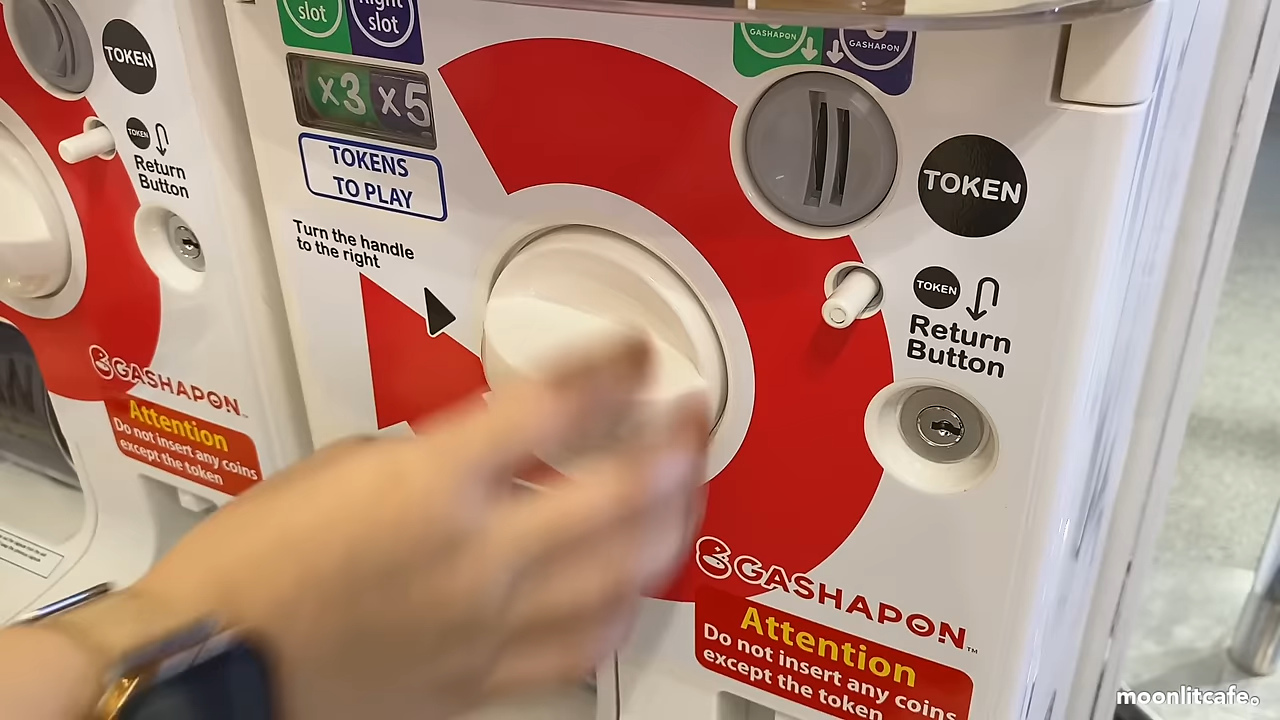 slot
Right
slot
GASHAPON
GASHAPON
x3 x5
TOKENS
TO PLAY
Turn the handle
to the right
TOKEN
TOKEN
Return
Button
GASHAPON™
Attention
Do not insert any coins
except the token
TOKEN
TOKEN
Return
Button
GASHAPON™
Attention
Do not insert any coins
except the token
moonlitcafe.